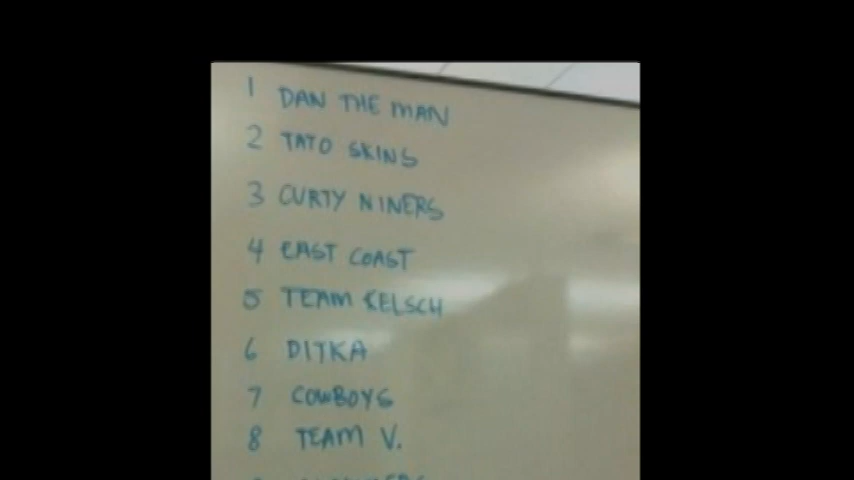 1 DAN THE MAN
2 TATO SKINS
3 CURTY NINERS
4 EAST COAST
5 TEAM KELSCH
6 DITKA
7 COWBOYS
8 TEAM V.